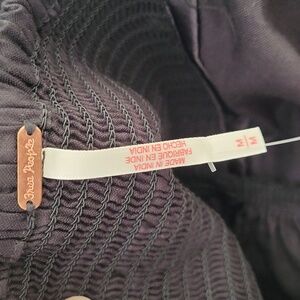 Free People
MADE IN INDIA
FABRIQUÉ EN INDE
HECHO EN INDIA
M
M